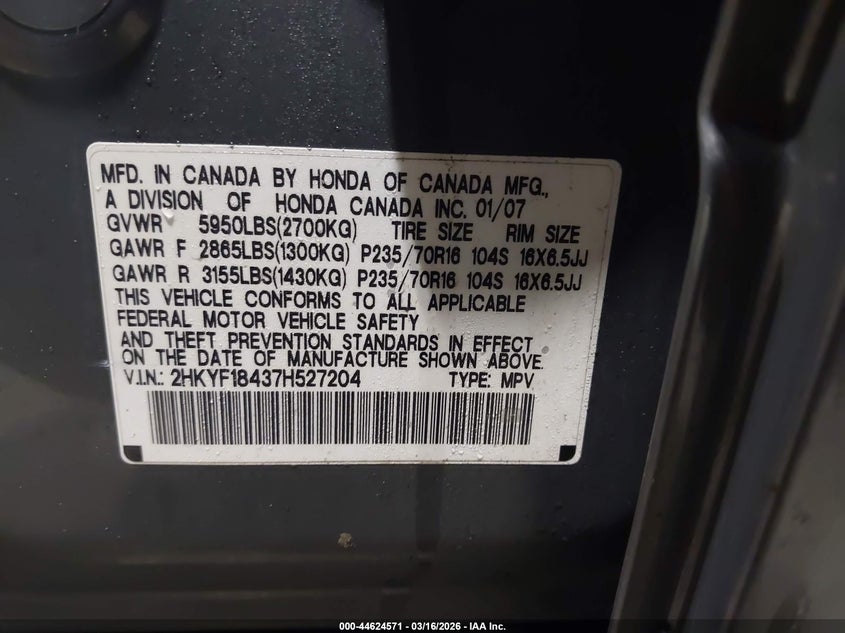 MFD. IN CANADA BY HONDA OF CANADA MFG.,
A DIVISION OF HONDA CANADA INC. 01/07
GVWR 5950LBS(2700KG) TIRE SIZE RIM SIZE
GAWR F 2865LBS(1300KG) P235/70R16 104S 16X6.5JJ
GAWR R 3155LBS(1430KG) P235/70R16 104S 16X6.5JJ
THIS VEHICLE CONFORMS TO ALL APPLICABLE
FEDERAL MOTOR VEHICLE SAFETY
AND THEFT PREVENTION STANDARDS IN EFFECT
ON THE DATE OF MANUFACTURE SHOWN ABOVE.
V.I.N.: 2HKYF18437H527204 TYPE: MPV
000-44624571 - 03/16/2026 - IAA Inc.